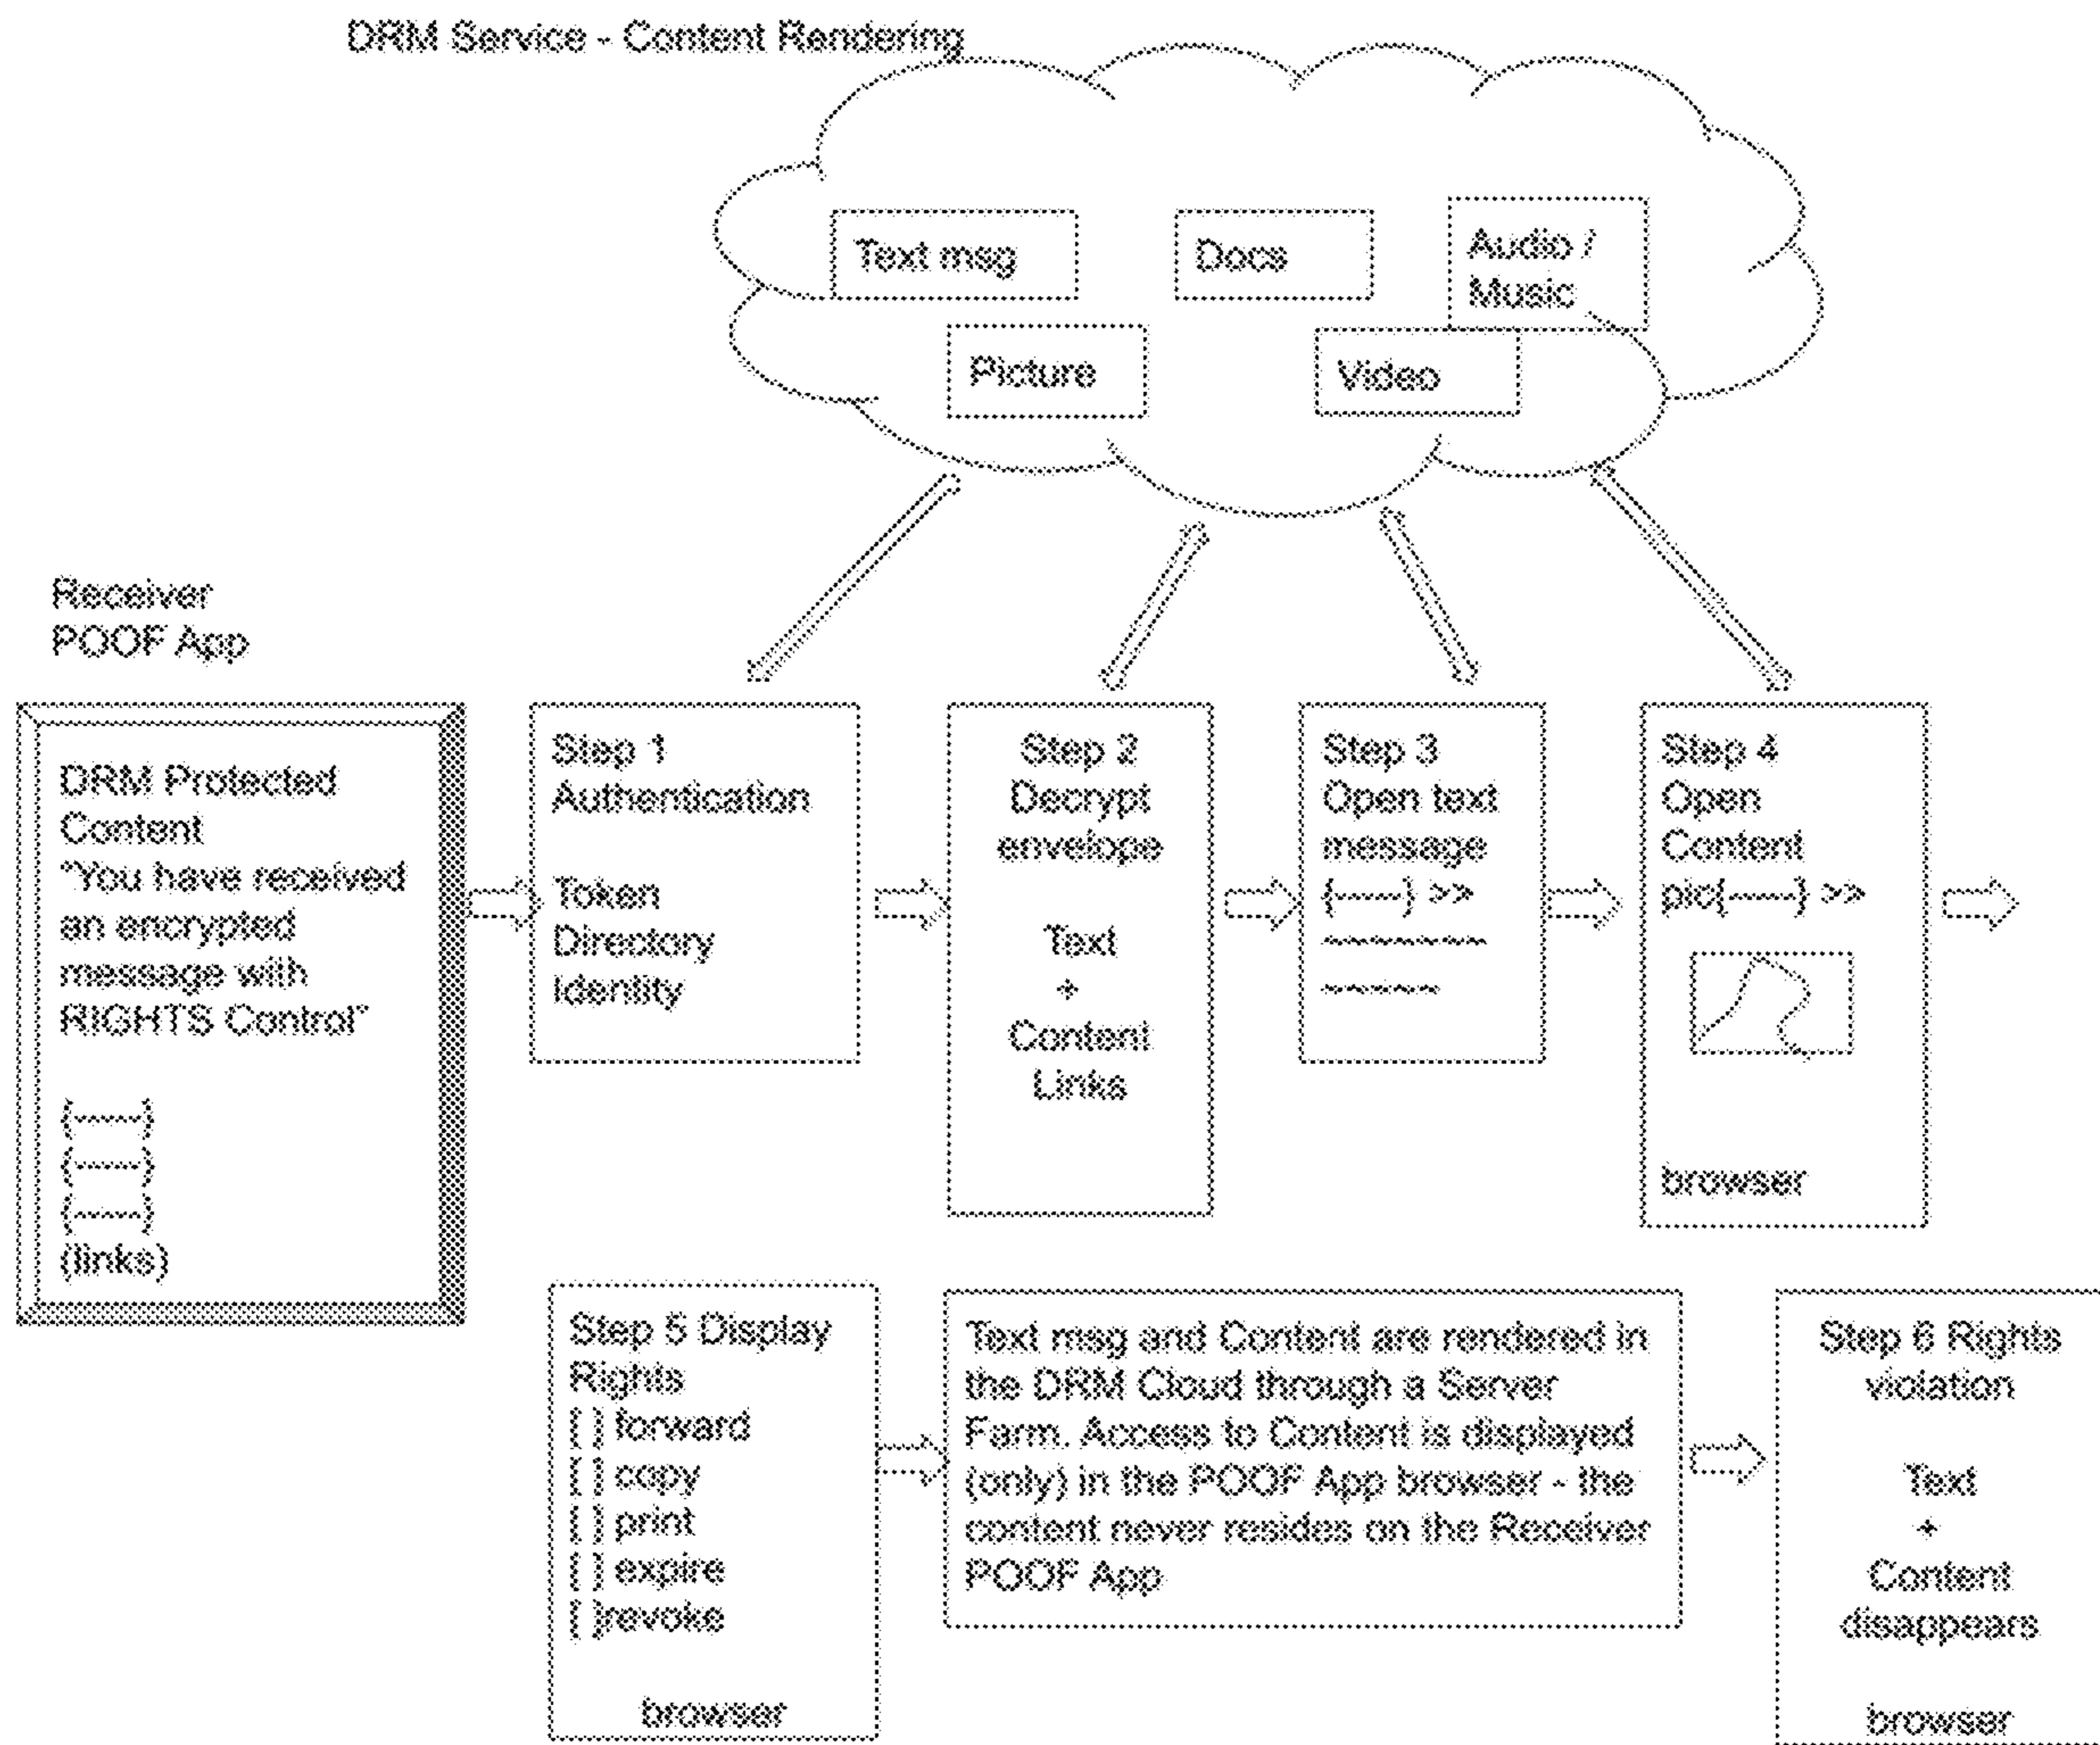 DRM Service - Content Rendering
Text msg
Docs
Audio /
Music
Picture
Video
Receiver
POOF App
DRM Protected
Content
"You have received
an encrypted
message with
RIGHTS Control"
{-----}
{-----}
{-----}
(links)
Step 1
Authentication
Token
Directory
Identity
Step 2
Decrypt
envelope
Text
+
Content
Links
Step 3
Open text
message
{-----} >>
Step 4
Open
Content
pic{-----} >>
browser
Step 5 Display
Rights
[ ] forward
[ ] copy
[ ] print
[ ] expire
[ ]revoke
browser
Text msg and Content are rendered in
the DRM Cloud through a Server
Farm. Access to Content is displayed
(only) in the POOF App browser - the
content never resides on the Receiver
POOF App
Step 6 Rights
violation
Text
+
Content
disappears
browser